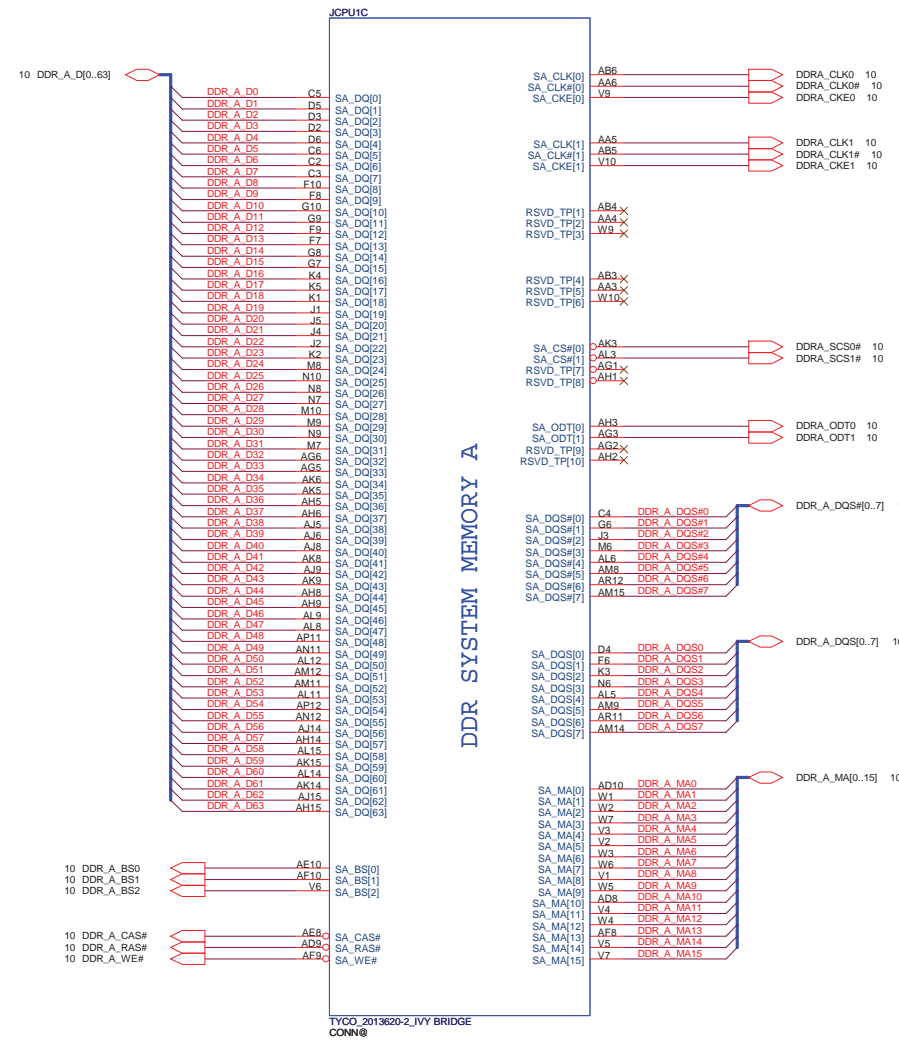 JCPU1C
10 DDR_A_D[0..63]
DDR_A_D0 C5 SA_DQ[0]
DDR_A_D1 D5 SA_DQ[1]
DDR_A_D2 D3 SA_DQ[2]
DDR_A_D3 D2 SA_DQ[3]
DDR_A_D4 D6 SA_DQ[4]
DDR_A_D5 C6 SA_DQ[5]
DDR_A_D6 C2 SA_DQ[6]
DDR_A_D7 C3 SA_DQ[7]
DDR_A_D8 F10 SA_DQ[8]
DDR_A_D9 F8 SA_DQ[9]
DDR_A_D10 G10 SA_DQ[10]
DDR_A_D11 G9 SA_DQ[11]
DDR_A_D12 F9 SA_DQ[12]
DDR_A_D13 F7 SA_DQ[13]
DDR_A_D14 G8 SA_DQ[14]
DDR_A_D15 G7 SA_DQ[15]
DDR_A_D16 K4 SA_DQ[16]
DDR_A_D17 K5 SA_DQ[17]
DDR_A_D18 K1 SA_DQ[18]
DDR_A_D19 J1 SA_DQ[19]
DDR_A_D20 J5 SA_DQ[20]
DDR_A_D21 J4 SA_DQ[21]
DDR_A_D22 J2 SA_DQ[22]
DDR_A_D23 K2 SA_DQ[23]
DDR_A_D24 M8 SA_DQ[24]
DDR_A_D25 N10 SA_DQ[25]
DDR_A_D26 N8 SA_DQ[26]
DDR_A_D27 N7 SA_DQ[27]
DDR_A_D28 M10 SA_DQ[28]
DDR_A_D29 M9 SA_DQ[29]
DDR_A_D30 N9 SA_DQ[30]
DDR_A_D31 M7 SA_DQ[31]
DDR_A_D32 AG6 SA_DQ[32]
DDR_A_D33 AG5 SA_DQ[33]
DDR_A_D34 AK6 SA_DQ[34]
DDR_A_D35 AK5 SA_DQ[35]
DDR_A_D36 AH5 SA_DQ[36]
DDR_A_D37 AH6 SA_DQ[37]
DDR_A_D38 AJ5 SA_DQ[38]
DDR_A_D39 AJ6 SA_DQ[39]
DDR_A_D40 AJ8 SA_DQ[40]
DDR_A_D41 AK8 SA_DQ[41]
DDR_A_D42 AJ9 SA_DQ[42]
DDR_A_D43 AK9 SA_DQ[43]
DDR_A_D44 AH8 SA_DQ[44]
DDR_A_D45 AH9 SA_DQ[45]
DDR_A_D46 AL9 SA_DQ[46]
DDR_A_D47 AL8 SA_DQ[47]
DDR_A_D48 AP11 SA_DQ[48]
DDR_A_D49 AN11 SA_DQ[49]
DDR_A_D50 AL12 SA_DQ[50]
DDR_A_D51 AM12 SA_DQ[51]
DDR_A_D52 AM11 SA_DQ[52]
DDR_A_D53 AL11 SA_DQ[53]
DDR_A_D54 AP12 SA_DQ[54]
DDR_A_D55 AN12 SA_DQ[55]
DDR_A_D56 AJ14 SA_DQ[56]
DDR_A_D57 AH14 SA_DQ[57]
DDR_A_D58 AL15 SA_DQ[58]
DDR_A_D59 AK15 SA_DQ[59]
DDR_A_D60 AL14 SA_DQ[60]
DDR_A_D61 AK14 SA_DQ[61]
DDR_A_D62 AJ15 SA_DQ[62]
DDR_A_D63 AH15 SA_DQ[63]
10 DDR_A_BS0 AE10 SA_BS[0]
10 DDR_A_BS1 AF10 SA_BS[1]
10 DDR_A_BS2 V6 SA_BS[2]
10 DDR_A_CAS# AE8 SA_CAS#
10 DDR_A_RAS# AD9 SA_RAS#
10 DDR_A_WE# AF9 SA_WE#
DDR SYSTEM MEMORY A
SA_CLK[0] AB6 DDRA_CLK0 10
SA_CLK#[0] AA6 DDRA_CLK0# 10
SA_CKE[0] V9 DDRA_CKE0 10
SA_CLK[1] AA5 DDRA_CLK1 10
SA_CLK#[1] AB5 DDRA_CLK1# 10
SA_CKE[1] V10 DDRA_CKE1 10
RSVD_TP[1] AB4
RSVD_TP[2] AA4
RSVD_TP[3] W9
RSVD_TP[4] AB3
RSVD_TP[5] AA3
RSVD_TP[6] W10
SA_CS#[0] AK3 DDRA_SCS0# 10
SA_CS#[1] AL3 DDRA_SCS1# 10
RSVD_TP[7] AG1
RSVD_TP[8] AH1
SA_ODT[0] AH3 DDRA_ODT0 10
SA_ODT[1] AG3 DDRA_ODT1 10
RSVD_TP[9] AG2
RSVD_TP[10] AH2
DDR_A_DQS#[0..7]
SA_DQS#[0] C4 DDR_A_DQS#0
SA_DQS#[1] G6 DDR_A_DQS#1
SA_DQS#[2] J3 DDR_A_DQS#2
SA_DQS#[3] M6 DDR_A_DQS#3
SA_DQS#[4] AL6 DDR_A_DQS#4
SA_DQS#[5] AM8 DDR_A_DQS#5
SA_DQS#[6] AR12 DDR_A_DQS#6
SA_DQS#[7] AM15 DDR_A_DQS#7
DDR_A_DQS[0..7] 10
SA_DQS[0] D4 DDR_A_DQS0
SA_DQS[1] F6 DDR_A_DQS1
SA_DQS[2] K3 DDR_A_DQS2
SA_DQS[3] N6 DDR_A_DQS3
SA_DQS[4] AL5 DDR_A_DQS4
SA_DQS[5] AM9 DDR_A_DQS5
SA_DQS[6] AR11 DDR_A_DQS6
SA_DQS[7] AM14 DDR_A_DQS7
DDR_A_MA[0..15] 10
SA_MA[0] AD10 DDR_A_MA0
SA_MA[1] W1 DDR_A_MA1
SA_MA[2] W2 DDR_A_MA2
SA_MA[3] W7 DDR_A_MA3
SA_MA[4] V3 DDR_A_MA4
SA_MA[5] V2 DDR_A_MA5
SA_MA[6] W3 DDR_A_MA6
SA_MA[7] W6 DDR_A_MA7
SA_MA[8] V1 DDR_A_MA8
SA_MA[9] W5 DDR_A_MA9
SA_MA[10] AD8 DDR_A_MA10
SA_MA[11] V4 DDR_A_MA11
SA_MA[12] W4 DDR_A_MA12
SA_MA[13] AF8 DDR_A_MA13
SA_MA[14] V5 DDR_A_MA14
SA_MA[15] V7 DDR_A_MA15
TYCO_2013620-2_IVY BRIDGE
CONN@